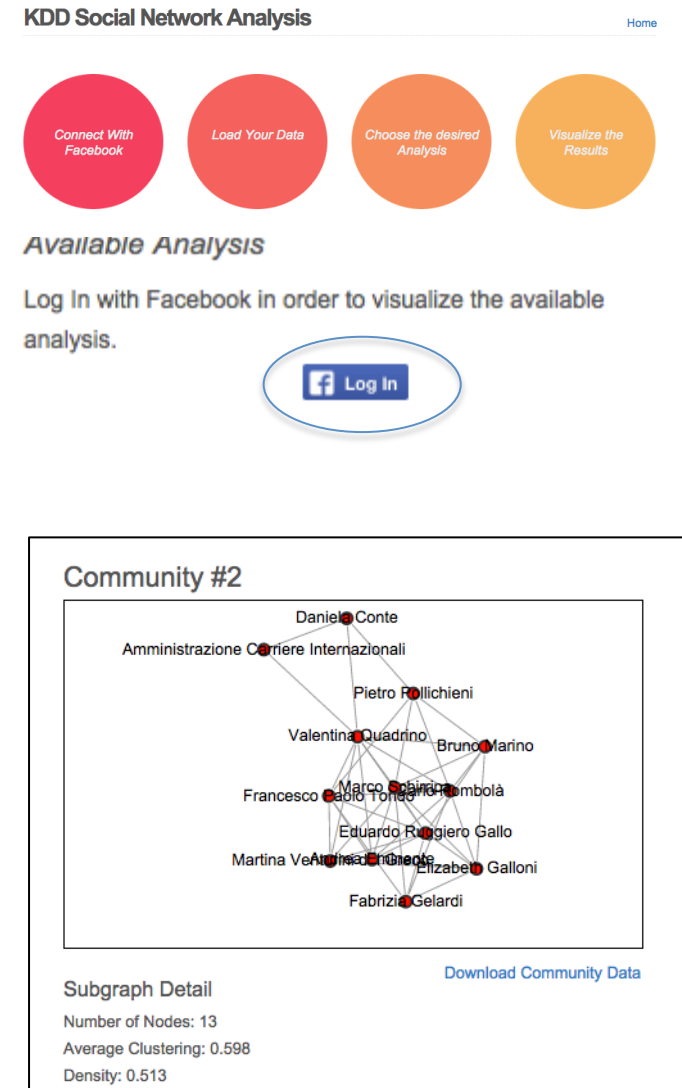 KDD Social Network Analysis
Home
Connect With
Facebook
Load Your Data
Choose the desired
Analysis
Visualize the
Results
Available Analysis
Log In with Facebook in order to visualize the available
analysis.
f Log In
Community #2
Daniela Conte
Amministrazione Carriere Internazionali
Pietro Pollichieni
Valentina Quadrino
Bruno Marino
Marco
Rombolà
Francesco Paolo
Eduardo Ruggiero Gallo
Martina
Elizabeth Galloni
Fabrizia Gelardi
Download Community Data
Subgraph Detail
Number of Nodes: 13
Average Clustering: 0.598
Density: 0.513